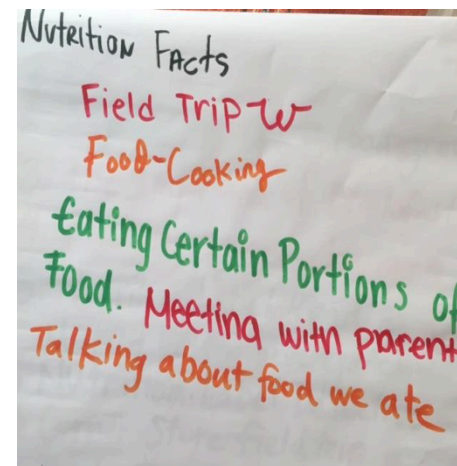 Nutrition Facts
Field Trip w
Food-Cooking
Eating Certain Portions of
Food. Meeting with parent
Talking about food we ate